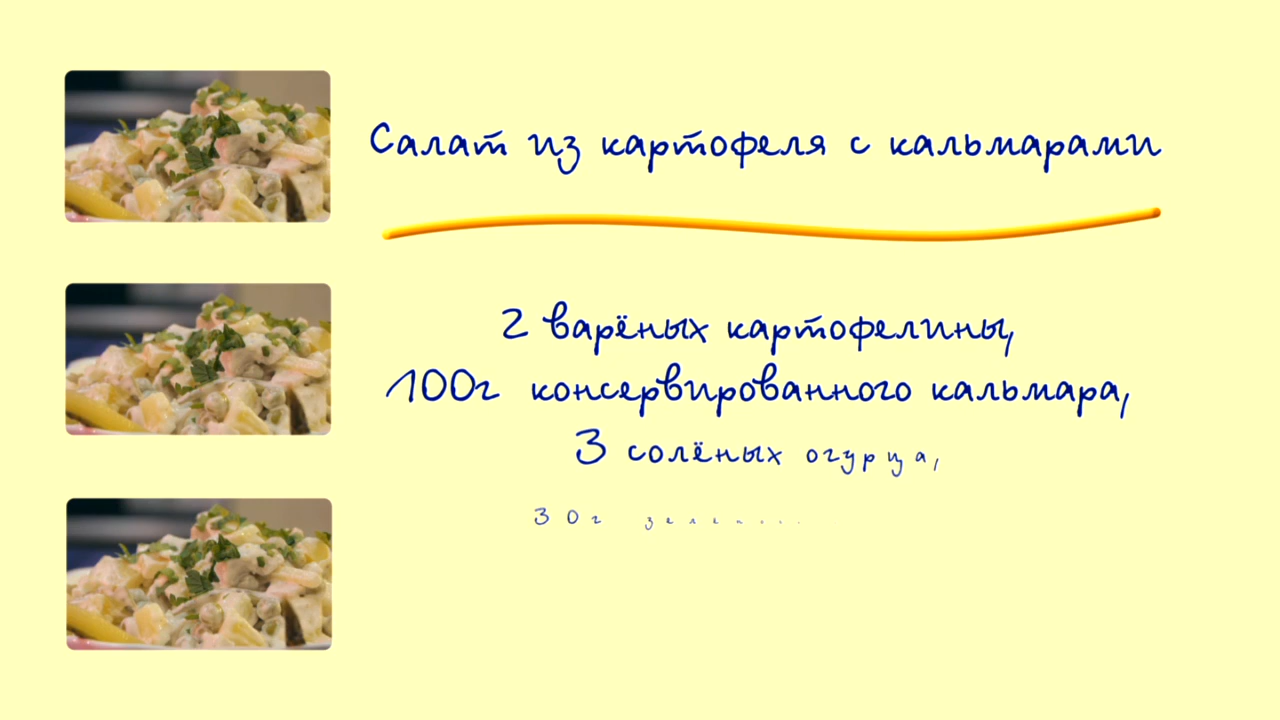 Салат из картофеля с кальмарами
2 варёных картофелины,
100г консервированного кальмара,
3 солёных огурца,
30г